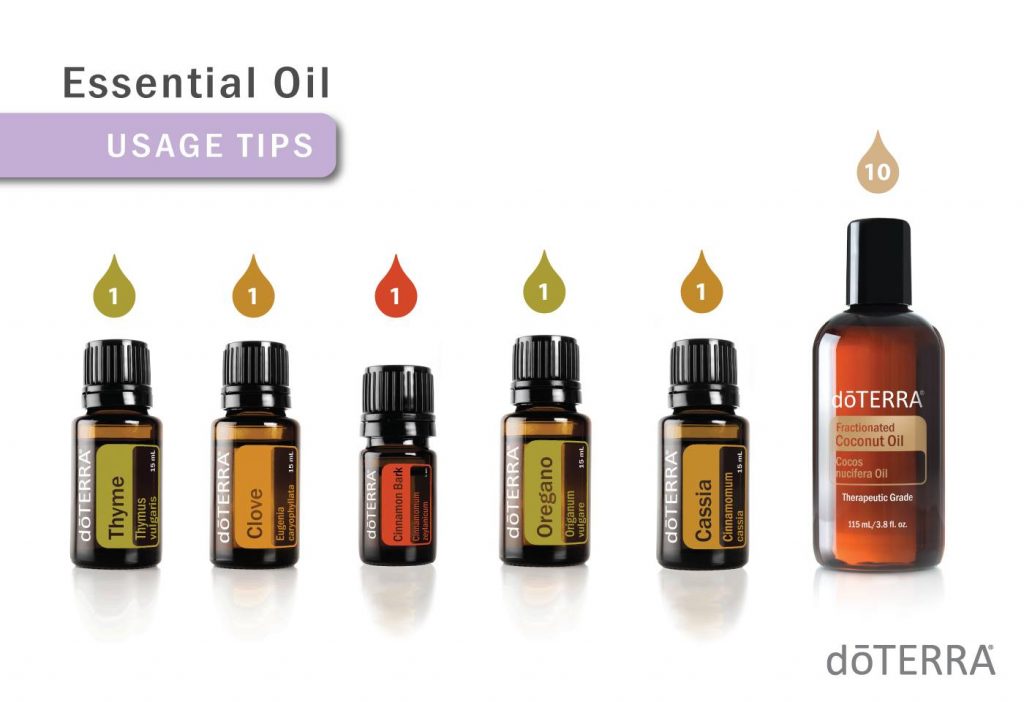 Essential Oil
USAGE TIPS
10
1
1
1
1
1
dōTERRA
Thyme
Thymus
vulgaris
15 mL
dōTERRA
Clove
Eugenia
caryophyllata
15 mL
dōTERRA
Cinnamon Bark
Cinnamomum
zeylanicum
dōTERRA
Oregano
Origanum
vulgare
15 mL
dōTERRA
Cassia
Cinnamomum
cassia
15 mL
dōTERRA®
Fractionated
Coconut Oil
Cocos
nucifera Oil
Therapeutic Grade
115 mL/3.8 fl. oz.
dōTERRA®